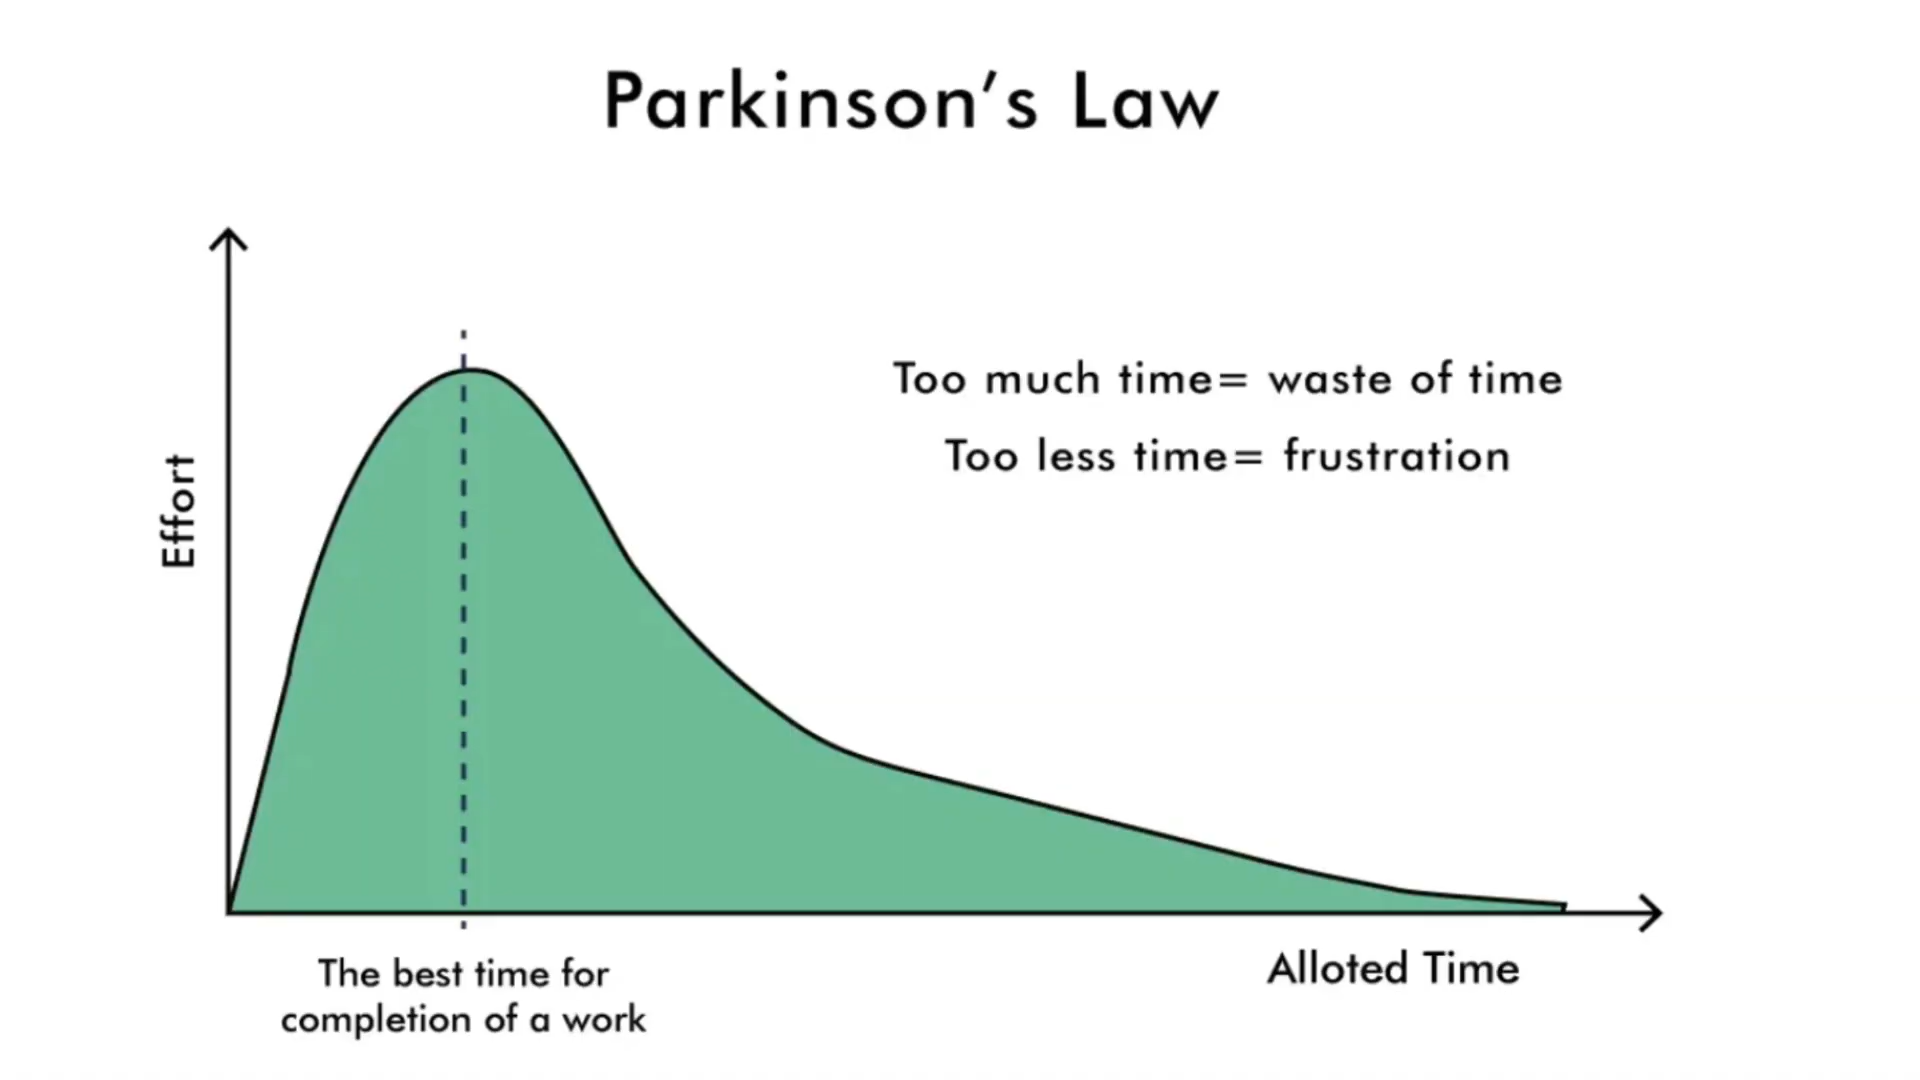 Parkinson’s Law
Effort
Too much time= waste of time
Too less time= frustration
The best time for
completion of a work
Alloted Time